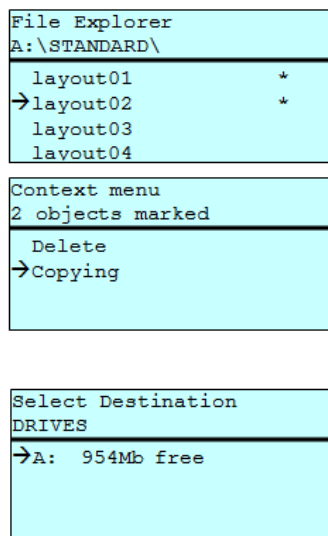 File Explorer
A:\STANDARD\
layout01 *
→layout02 *
layout03
layout04
Context menu
2 objects marked
Delete
→Copying
Select Destination
DRIVES
→A: 954Mb free